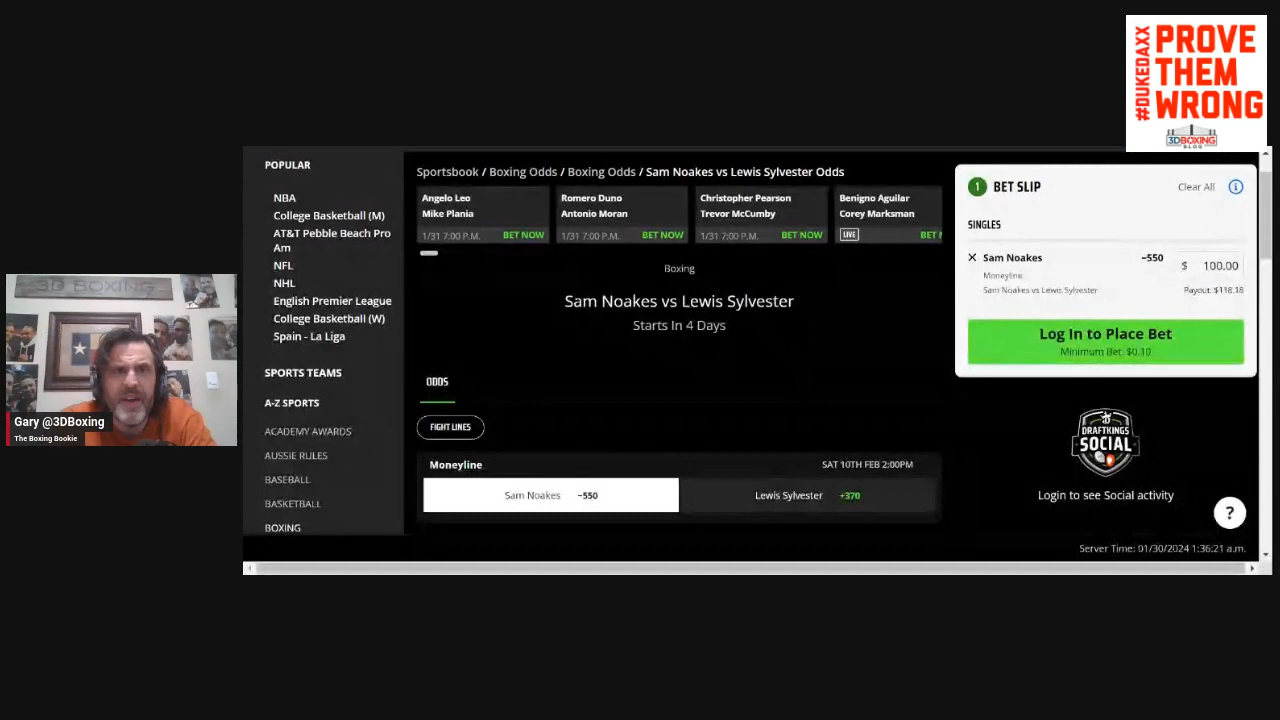 #DUKEDAXX
PROVE
THEM
WRONG
3DBOXING
BLOG
POPULAR
NBA
College Basketball (M)
AT&T Pebble Beach Pro
Am
NFL
NHL
English Premier League
College Basketball (W)
Spain - La Liga
SPORTS TEAMS
A-Z SPORTS
ACADEMY AWARDS
AUSSIE RULES
BASEBALL
BASKETBALL
BOXING
Sportsbook / Boxing Odds / Boxing Odds / Sam Noakes vs Lewis Sylvester Odds
Angelo Leo
Mike Plania
1/31 7:00 P.M. BET NOW
Romero Duno
Antonio Moran
1/31 7:00 P.M. BET NOW
Christopher Pearson
Trevor McCumby
1/31 7:00 P.M. BET NOW
Benigno Aguilar
Corey Marksman
LIVE BET N
Boxing
Sam Noakes vs Lewis Sylvester
Starts In 4 Days
ODDS
FIGHT LINES
Moneyline SAT 10TH FEB 2:00PM
Sam Noakes −550 Lewis Sylvester +370
1 BET SLIP Clear All i
SINGLES
Sam Noakes −550 $ 100.00
Moneyline
Sam Noakes vs Lewis Sylvester Payout: $118.18
Log In to Place Bet
Minimum Bet: $0.10
DRAFTKINGS
SOCIAL
Login to see Social activity
?
Server Time: 01/30/2024 1:36:21 a.m.
3D BOXING
Gary @3DBoxing
The Boxing Bookie